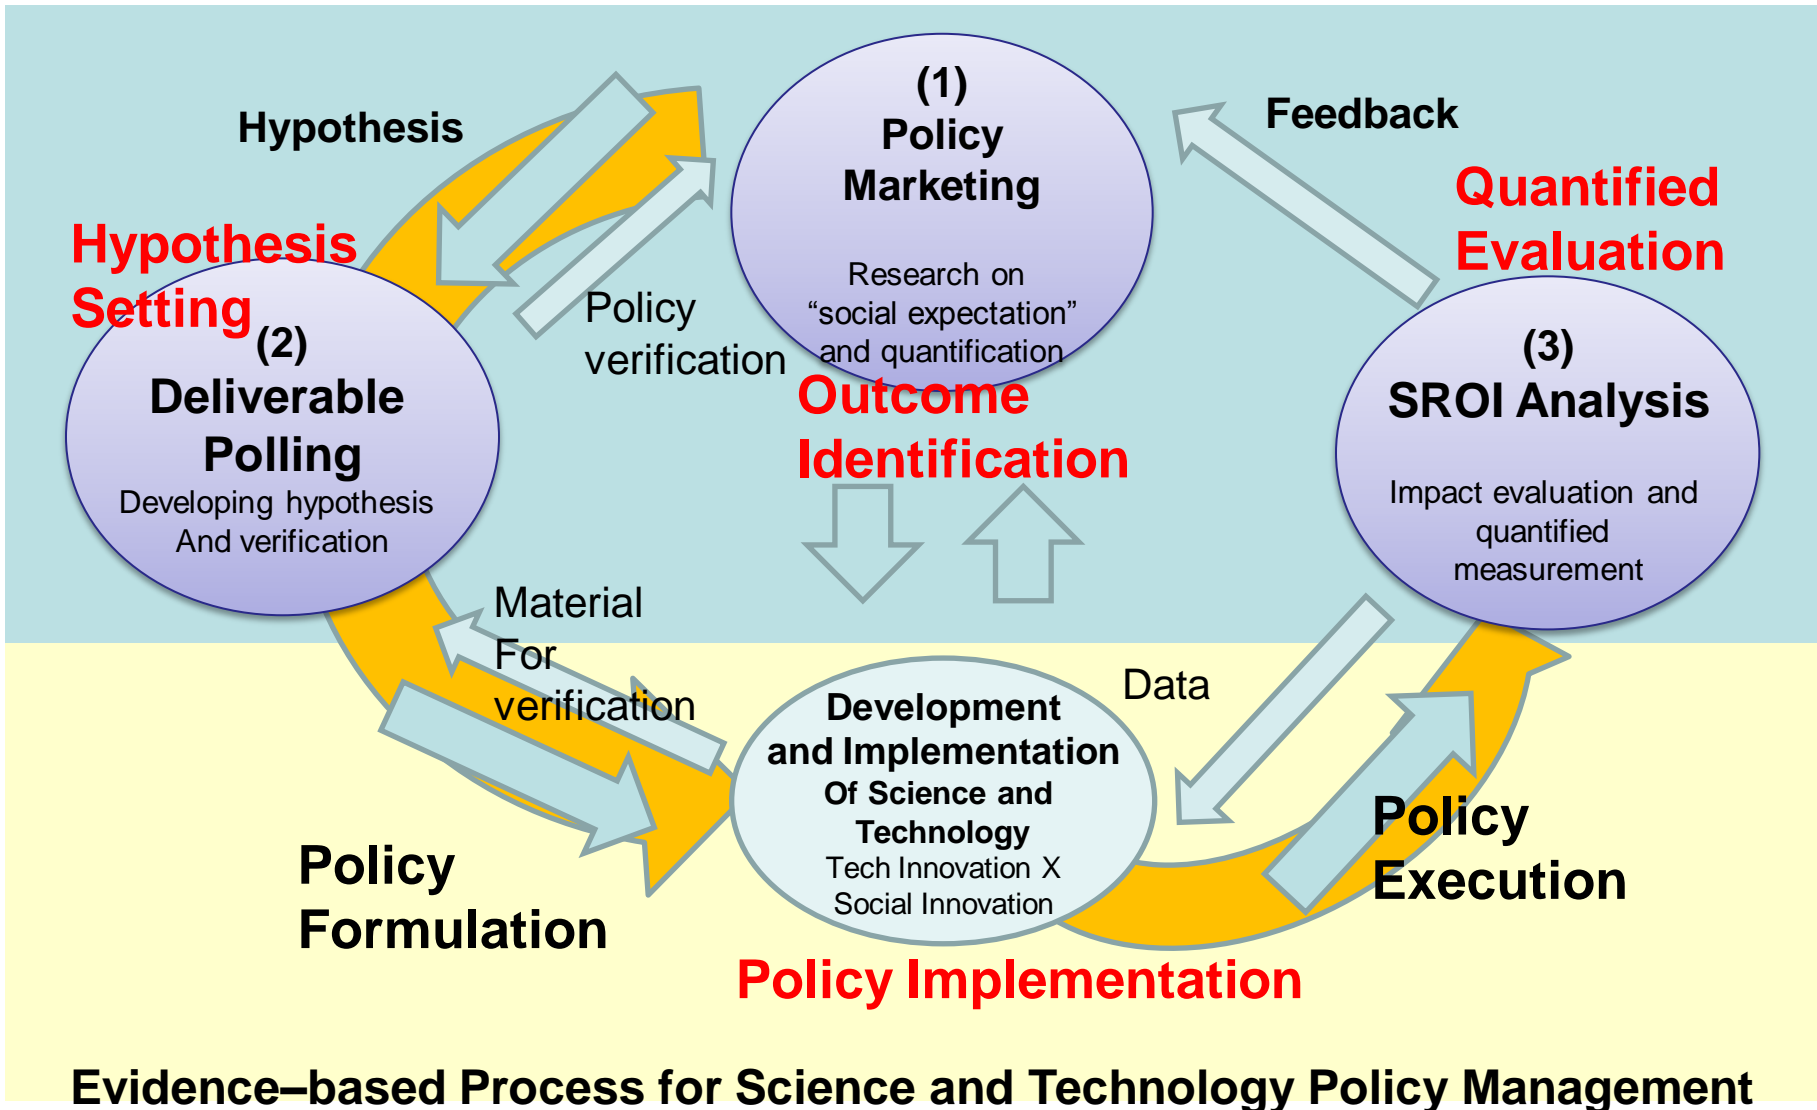 (1)
Policy
Marketing
Research on
“social expectation”
and quantification
Outcome
Identification
Hypothesis
Hypothesis
Setting
Policy
verification
(2)
Deliverable
Polling
Developing hypothesis
And verification
Feedback
Quantified
Evaluation
(3)
SROI Analysis
Impact evaluation and
quantified
measurement
Material
For
verification
Data
Development
and Implementation
Of Science and
Technology
Tech Innovation X
Social Innovation
Policy
Formulation
Policy
Execution
Policy Implementation
Evidence–based Process for Science and Technology Policy Management